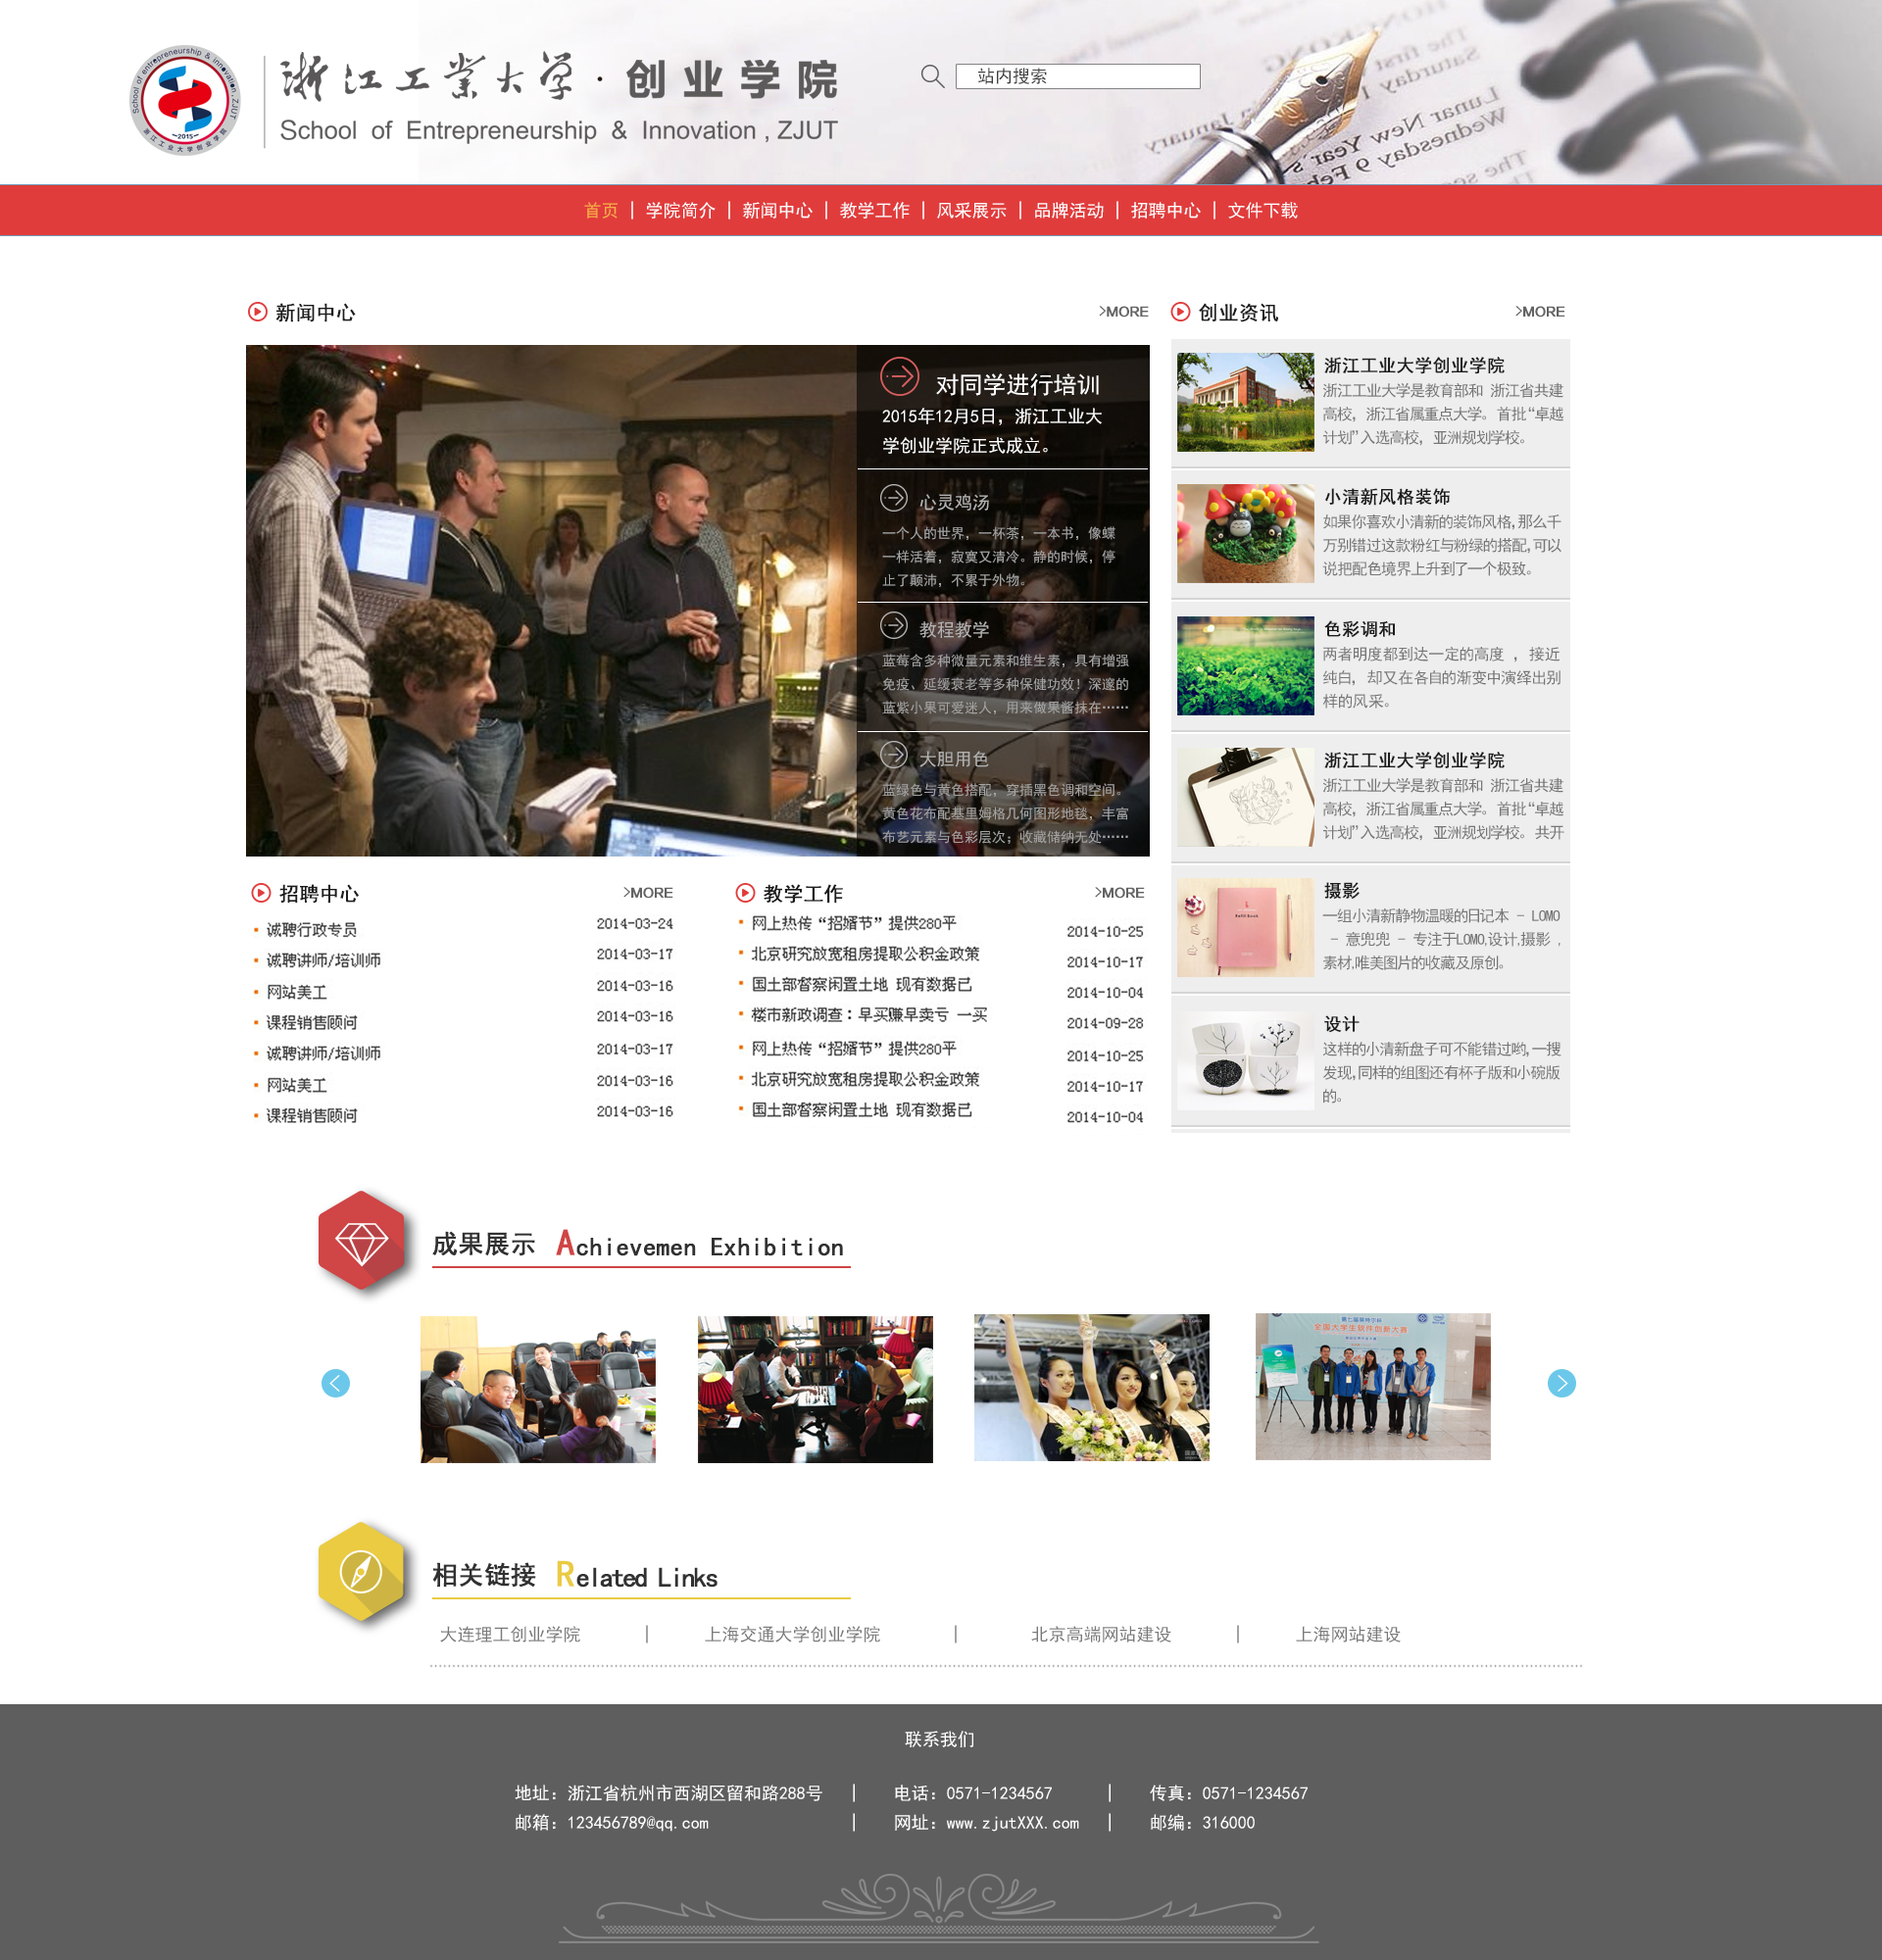 浙江工业大学·创业学院
School of Entrepreneurship & Innovation , ZJUT
School of entrepreneurship & innovation,ZJUT
2015
浙江工业大学创业学院
站内搜索
首页 | 学院简介 | 新闻中心 | 教学工作 | 风采展示 | 品牌活动 | 招聘中心 | 文件下载
新闻中心
>MORE
对同学进行培训
2015年12月5日，浙江工业大
学创业学院正式成立。
心灵鸡汤
一个人的世界，一杯茶，一本书，像蝶
一样活着，寂寞又清冷。静的时候，停
止了颠沛，不累于外物。
教程教学
蓝莓含多种微量元素和维生素，具有增强
免疫、延缓衰老等多种保健功效！深邃的
蓝紫小果可爱迷人，用来做果酱抹在……
大胆用色
蓝绿色与黄色搭配，穿插黑色调和空间。
黄色花布配基里姆格几何图形地毯，丰富
布艺元素与色彩层次；收藏储纳无处……
创业资讯
>MORE
浙江工业大学创业学院
浙江工业大学是教育部和 浙江省共建
高校，浙江省属重点大学。首批“卓越
计划”入选高校，亚洲规划学校。
小清新风格装饰
如果你喜欢小清新的装饰风格,那么千
万别错过这款粉红与粉绿的搭配,可以
说把配色境界上升到了一个极致。
色彩调和
两者明度都到达一定的高度 ，接近
纯白， 却又在各自的渐变中演绎出别
样的风采。
浙江工业大学创业学院
浙江工业大学是教育部和 浙江省共建
高校，浙江省属重点大学。首批“卓越
计划”入选高校，亚洲规划学校。共开
摄影
一组小清新静物温暖的日记本 - LOMO
- 意兜兜 - 专注于LOMO,设计,摄影 ,
素材,唯美图片的收藏及原创。
设计
这样的小清新盘子可不能错过哟,一搜
发现,同样的组图还有杯子版和小碗版
的。
招聘中心
>MORE
诚聘行政专员 2014-03-24
诚聘讲师/培训师 2014-03-17
网站美工 2014-03-16
课程销售顾问 2014-03-16
诚聘讲师/培训师 2014-03-17
网站美工 2014-03-16
课程销售顾问 2014-03-16
教学工作
>MORE
网上热传“招婿节”提供280平 2014-10-25
北京研究放宽租房提取公积金政策 2014-10-17
国土部督察闲置土地 现有数据已 2014-10-04
楼市新政调查：早买赚早卖亏 一买 2014-09-28
网上热传“招婿节”提供280平 2014-10-25
北京研究放宽租房提取公积金政策 2014-10-17
国土部督察闲置土地 现有数据已 2014-10-04
成果展示 Achievemen Exhibition
全国大学生软件创新大赛
相关链接 Related Links
大连理工创业学院 | 上海交通大学创业学院 | 北京高端网站建设 | 上海网站建设
联系我们
地址：浙江省杭州市西湖区留和路288号 | 电话：0571-1234567 | 传真：0571-1234567
邮箱：123456789@qq.com | 网址：www.zjutXXX.com | 邮编：316000